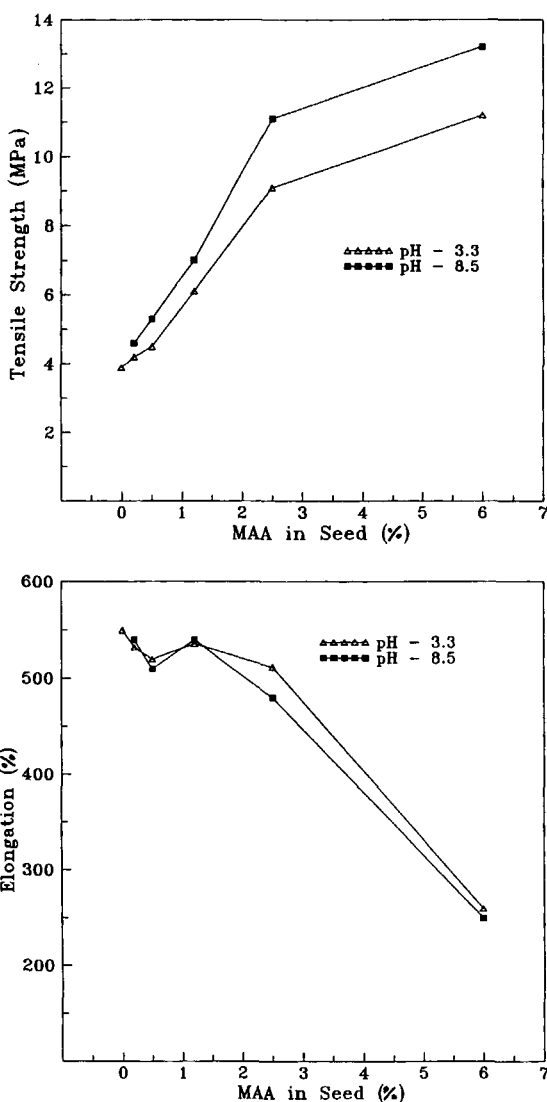 14
12
10
8
6
4
2
Tensile Strength (MPa)
pH - 3.3
pH - 8.5
0 1 2 3 4 5 6 7
MAA in Seed (%)
600
500
400
300
200
Elongation (%)
pH - 3.3
pH - 8.5
0 1 2 3 4 5 6 7
MAA in Seed (%)